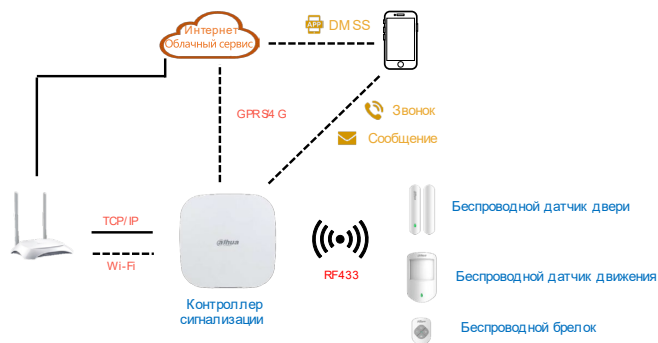 Интернет
Облачный сервис
APP DMSS
GPRS/4G
Звонок
Сообщение
TCP/IP
Wi-Fi
alhua
RF433
Беспроводной датчик двери
Беспроводной датчик движения
Беспроводной брелок
Контроллер
сигнализации